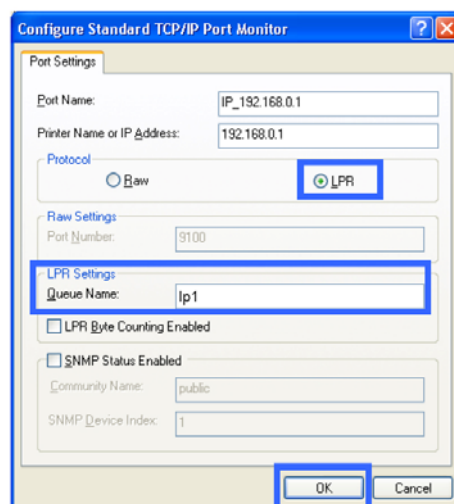 Configure Standard TCP/IP Port Monitor
Port Settings
Port Name: IP_192.168.0.1
Printer Name or IP Address: 192.168.0.1
Protocol
Raw LPR
Raw Settings
Port Number: 9100
LPR Settings
Queue Name: lp1
LPR Byte Counting Enabled
SNMP Status Enabled
Community Name: public
SNMP Device Index: 1
OK Cancel